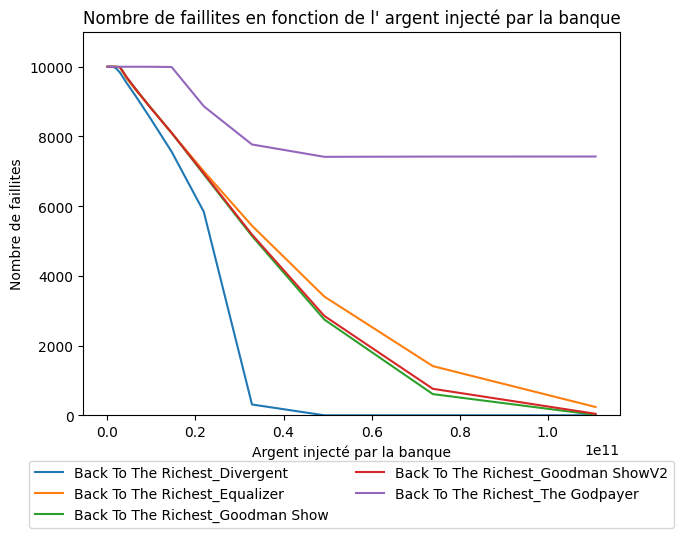 Nombre de faillites en fonction de l' argent injecté par la banque
10000
8000
6000
4000
2000
0
Nombre de faillites
0.0 0.2 0.4 0.6 0.8 1.0
1e11
Argent injecté par la banque
Back To The Richest_Divergent
Back To The Richest_Equalizer
Back To The Richest_Goodman Show
Back To The Richest_Goodman ShowV2
Back To The Richest_The Godpayer